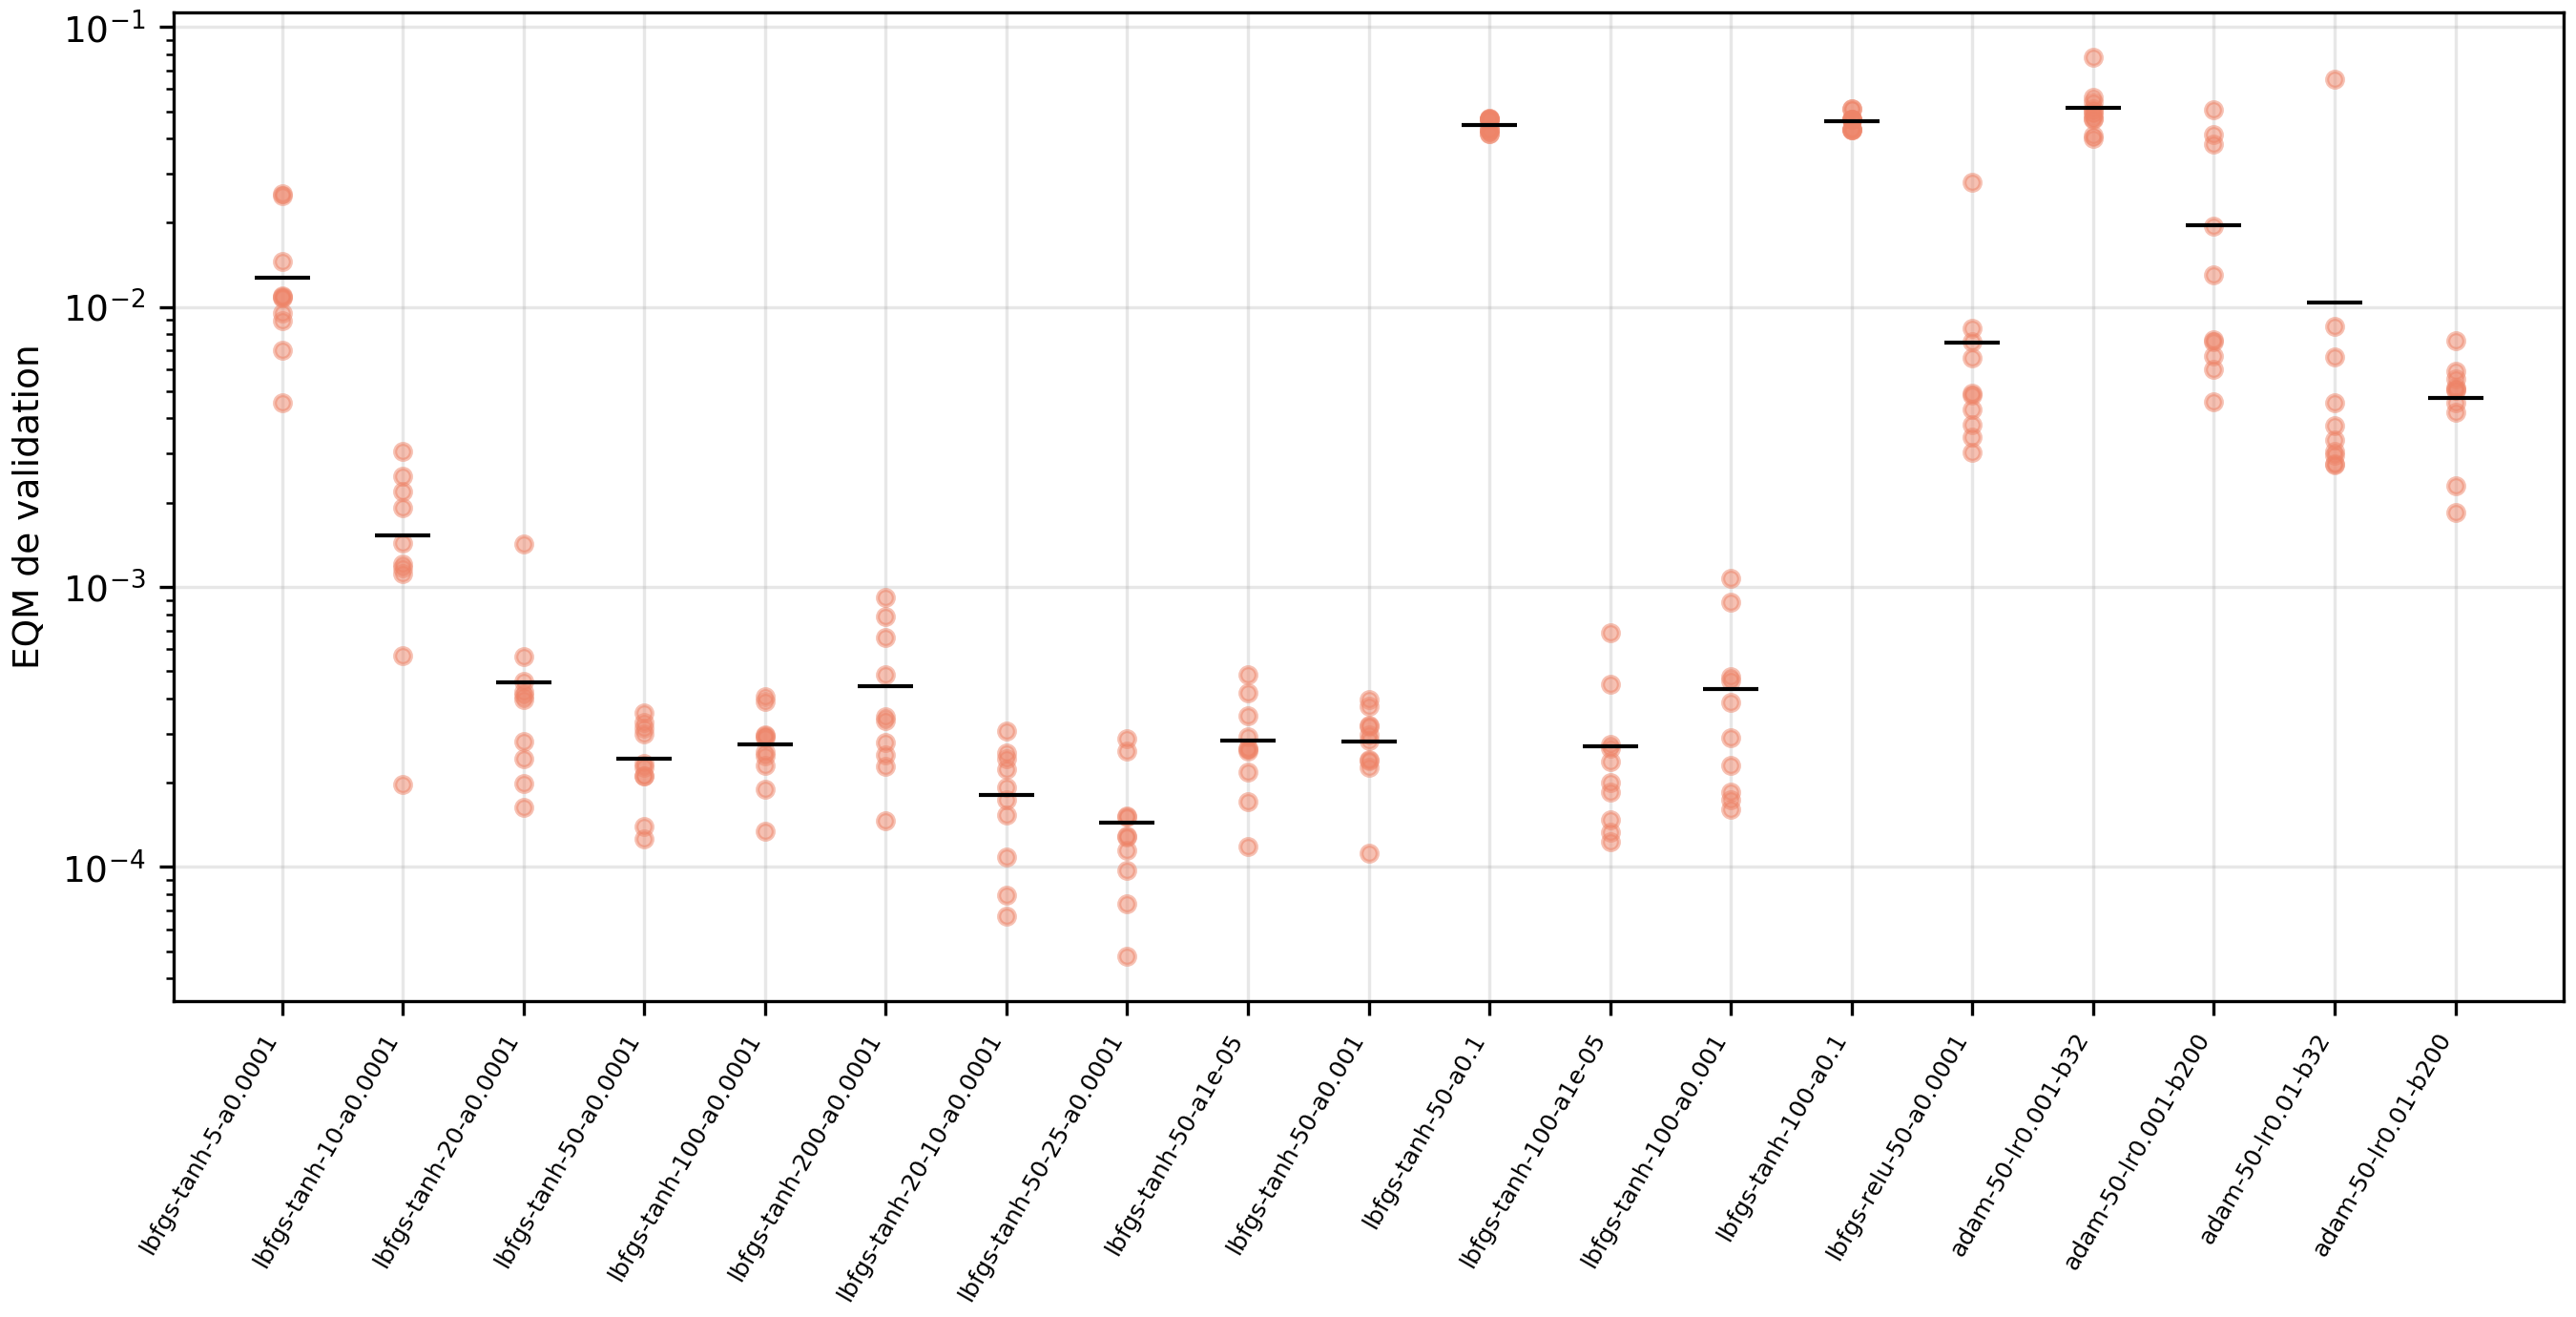 EQM de validation
10−1
10−2
10−3
10−4
lbfgs-tanh-5-a0.0001
lbfgs-tanh-10-a0.0001
lbfgs-tanh-20-a0.0001
lbfgs-tanh-50-a0.0001
lbfgs-tanh-100-a0.0001
lbfgs-tanh-200-a0.0001
lbfgs-tanh-20-10-a0.0001
lbfgs-tanh-50-25-a0.0001
lbfgs-tanh-50-a1e-05
lbfgs-tanh-50-a0.001
lbfgs-tanh-50-a0.1
lbfgs-tanh-100-a1e-05
lbfgs-tanh-100-a0.001
lbfgs-tanh-100-a0.1
lbfgs-relu-50-a0.0001
adam-50-lr0.001-b32
adam-50-lr0.001-b200
adam-50-lr0.01-b32
adam-50-lr0.01-b200